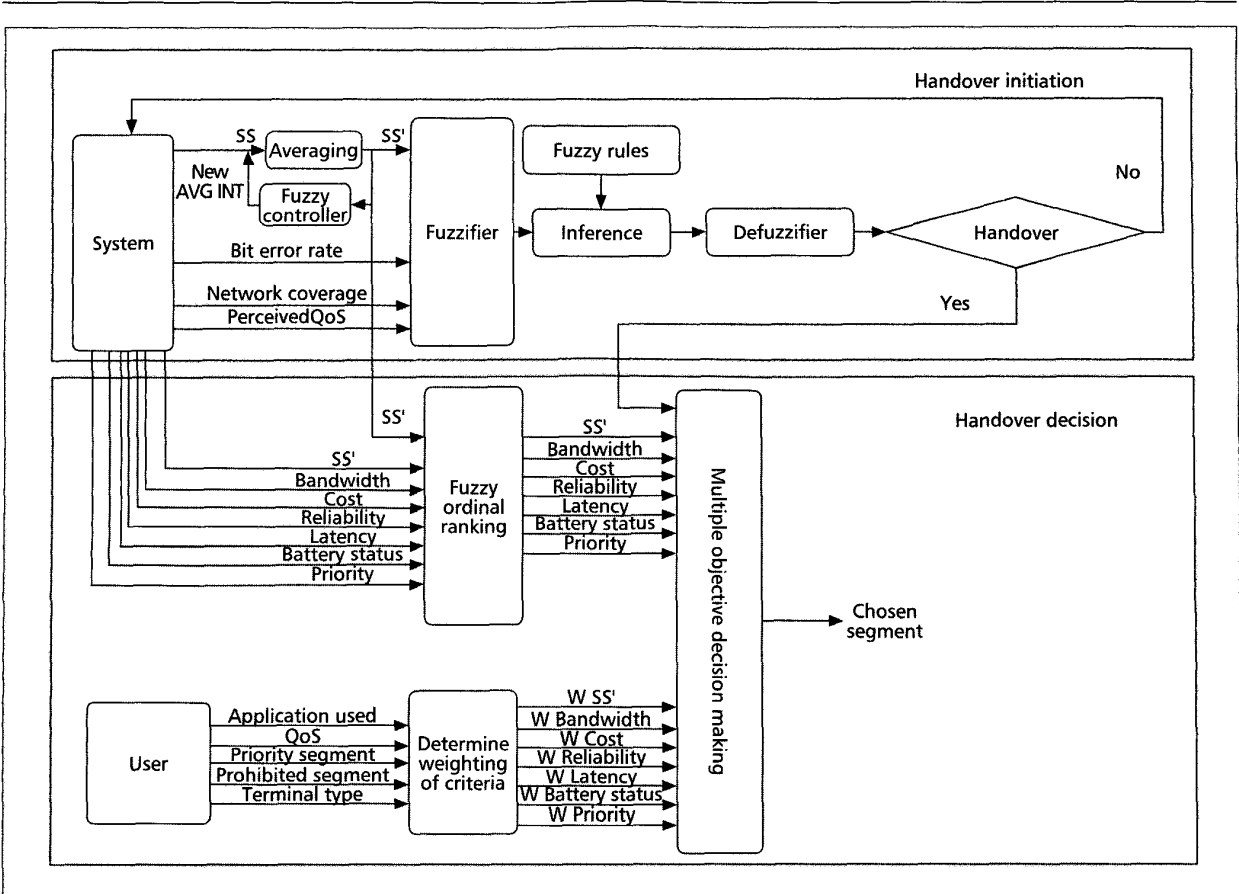 Handover initiation
SS
Averaging
SS'
Fuzzy rules
New
AVG INT
Fuzzy
controller
No
System
Fuzzifier
Inference
Defuzzifier
Handover
Bit error rate
Network coverage
PerceivedQoS
Yes
Handover decision
SS'
SS'
Bandwidth
Cost
Reliability
Latency
Battery status
Priority
Fuzzy
ordinal
ranking
SS'
Bandwidth
Cost
Reliability
Latency
Battery status
Priority
Multiple objective decision making
Chosen
segment
User
Application used
QoS
Priority segment
Prohibited segment
Terminal type
Determine
weighting
of criteria
W SS'
W Bandwidth
W Cost
W Reliability
W Latency
W Battery status
W Priority